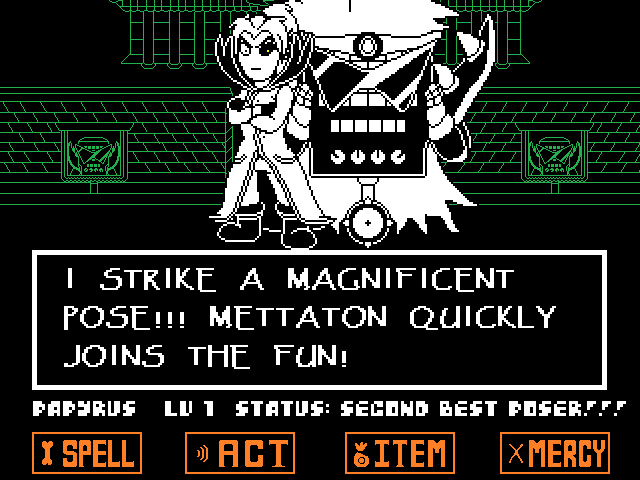 I STRIKE A MAGNIFICENT
POSE!!! METTATON QUICKLY
JOINS THE FUN!
PAPYRUS LV 1 STATUS: SECOND BEST POSER!!!
SPELL ACT ITEM MERCY